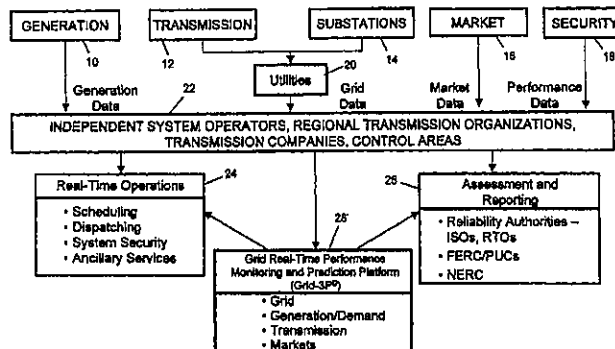 GENERATION
TRANSMISSION
SUBSTATIONS
MARKET
SECURITY
10
12
14
16
18
20
Utilities
22
Generation
Data
Grid
Data
Market
Data
Performance
Data
INDEPENDENT SYSTEM OPERATORS, REGIONAL TRANSMISSION ORGANIZATIONS,
TRANSMISSION COMPANIES, CONTROL AREAS
24
Real-Time Operations
• Scheduling
• Dispatching
• System Security
• Ancillary Services
26
Assessment and
Reporting
• Reliability Authorities –
ISOs, RTOs
• FERC/PUCs
• NERC
28
Grid Real-Time Performance
Monitoring and Prediction Platform
(Grid-3P
• Grid
• Generation/Demand
• Transmission
• Markets